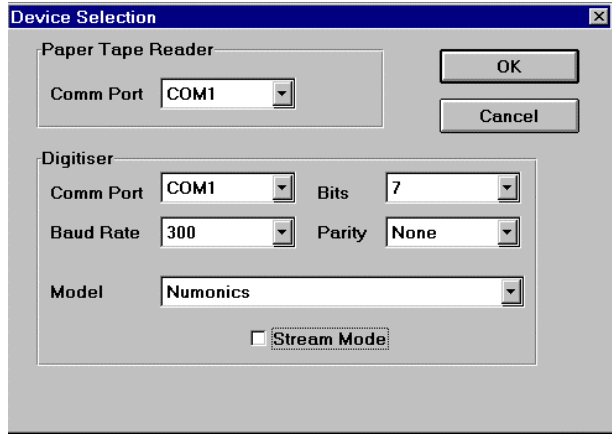 Device Selection
Paper Tape Reader
OK
Comm Port COM1
Cancel
Digitiser
Comm Port COM1 Bits 7
Baud Rate 300 Parity None
Model Numonics
Stream Mode